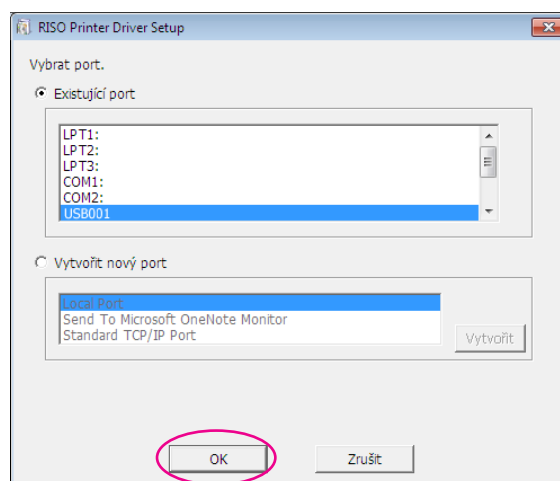 RISO Printer Driver Setup
Vybrat port.
Existující port
LPT1:
LPT2:
LPT3:
COM1:
COM2:
USB001
Vytvořit nový port
Local Port
Send To Microsoft OneNote Monitor
Standard TCP/IP Port
Vytvořit
OK
Zrušit